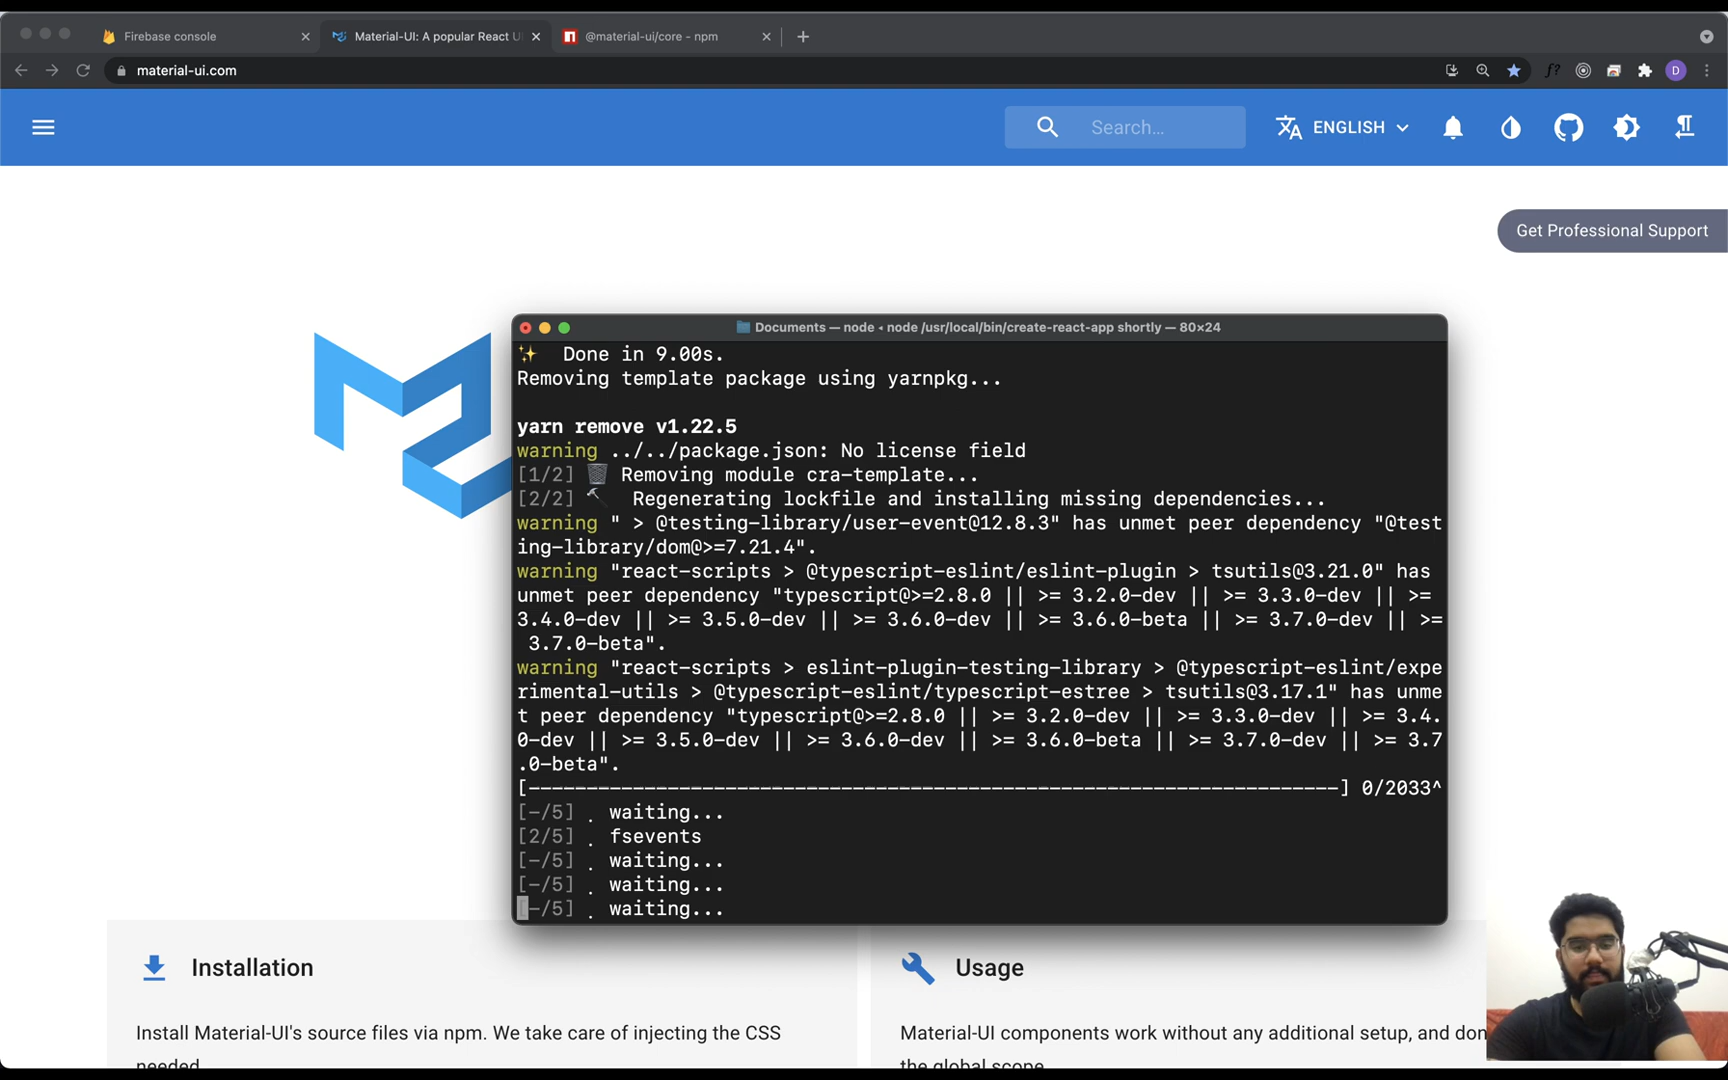 Firebase console
Material-UI: A popular React U
@material-ui/core - npm
material-ui.com
f?
D
Search…
ENGLISH
Get Professional Support
Documents — node ◂ node /usr/local/bin/create-react-app shortly — 80×24
✨  Done in 9.00s.
Removing template package using yarnpkg...
yarn remove v1.22.5
warning ../../package.json: No license field
[1/2] 🗑 Removing module cra-template...
[2/2] 🔨 Regenerating lockfile and installing missing dependencies...
warning " > @testing-library/user-event@12.8.3" has unmet peer dependency "@test
ing-library/dom@>=7.21.4".
warning "react-scripts > @typescript-eslint/eslint-plugin > tsutils@3.21.0" has
unmet peer dependency "typescript@>=2.8.0 || >= 3.2.0-dev || >= 3.3.0-dev || >=
3.4.0-dev || >= 3.5.0-dev || >= 3.6.0-dev || >= 3.6.0-beta || >= 3.7.0-dev || >=
3.7.0-beta".
warning "react-scripts > eslint-plugin-testing-library > @typescript-eslint/expe
rimental-utils > @typescript-eslint/typescript-estree > tsutils@3.17.1" has unme
t peer dependency "typescript@>=2.8.0 || >= 3.2.0-dev || >= 3.3.0-dev || >= 3.4.
0-dev || >= 3.5.0-dev || >= 3.6.0-dev || >= 3.6.0-beta || >= 3.7.0-dev || >= 3.7
.0-beta".
[----------------------------------------------------------------------] 0/2033^
[-/5] . waiting...
[2/5] . fsevents
[-/5] . waiting...
[-/5] . waiting...
[-/5] . waiting...
Installation
Install Material-UI's source files via npm. We take care of injecting the CSS
needed.
Usage
Material-UI components work without any additional setup, and don
the global scope.